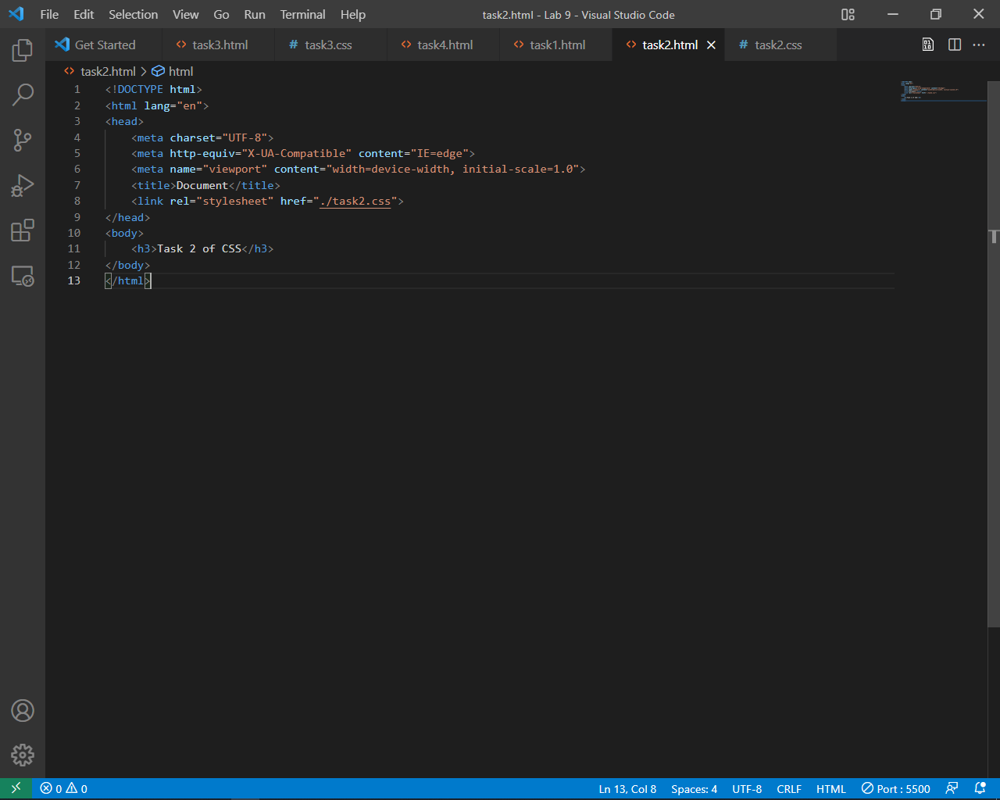 File Edit Selection View Go Run Terminal Help task2.html - Lab 9 - Visual Studio Code
Get Started <> task3.html # task3.css <> task4.html <> task1.html <> task2.html # task2.css
<> task2.html > html
1 <!DOCTYPE html>
2 <html lang="en">
3 <head>
4 <meta charset="UTF-8">
5 <meta http-equiv="X-UA-Compatible" content="IE=edge">
6 <meta name="viewport" content="width=device-width, initial-scale=1.0">
7 <title>Document</title>
8 <link rel="stylesheet" href="./task2.css">
9 </head>
10 <body>
11 <h3>Task 2 of CSS</h3>
12 </body>
13 </html>
0 0 Ln 13, Col 8 Spaces: 4 UTF-8 CRLF HTML Port : 5500